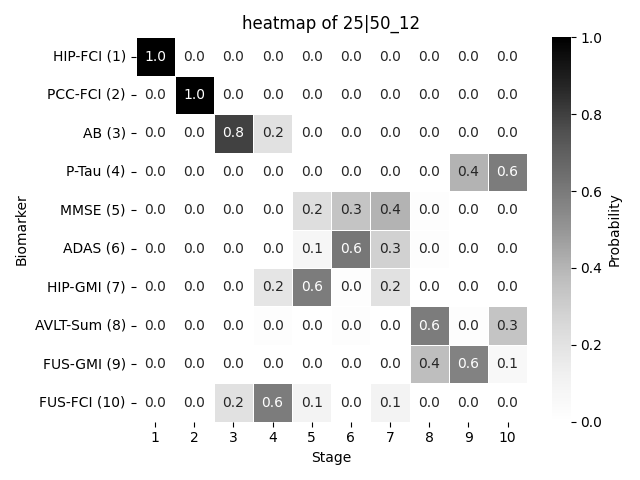 heatmap of 25|50_12
HIP-FCI (1) 1.0 0.0 0.0 0.0 0.0 0.0 0.0 0.0 0.0 0.0
PCC-FCI (2) 0.0 1.0 0.0 0.0 0.0 0.0 0.0 0.0 0.0 0.0
AB (3) 0.0 0.0 0.8 0.2 0.0 0.0 0.0 0.0 0.0 0.0
P-Tau (4) 0.0 0.0 0.0 0.0 0.0 0.0 0.0 0.0 0.4 0.6
MMSE (5) 0.0 0.0 0.0 0.0 0.2 0.3 0.4 0.0 0.0 0.0
ADAS (6) 0.0 0.0 0.0 0.0 0.1 0.6 0.3 0.0 0.0 0.0
HIP-GMI (7) 0.0 0.0 0.0 0.2 0.6 0.0 0.2 0.0 0.0 0.0
AVLT-Sum (8) 0.0 0.0 0.0 0.0 0.0 0.0 0.0 0.6 0.0 0.3
FUS-GMI (9) 0.0 0.0 0.0 0.0 0.0 0.0 0.0 0.4 0.6 0.1
FUS-FCI (10) 0.0 0.0 0.2 0.6 0.1 0.0 0.1 0.0 0.0 0.0
1 2 3 4 5 6 7 8 9 10
Stage
Biomarker
1.0
0.8
0.6
0.4
0.2
0.0
Probability